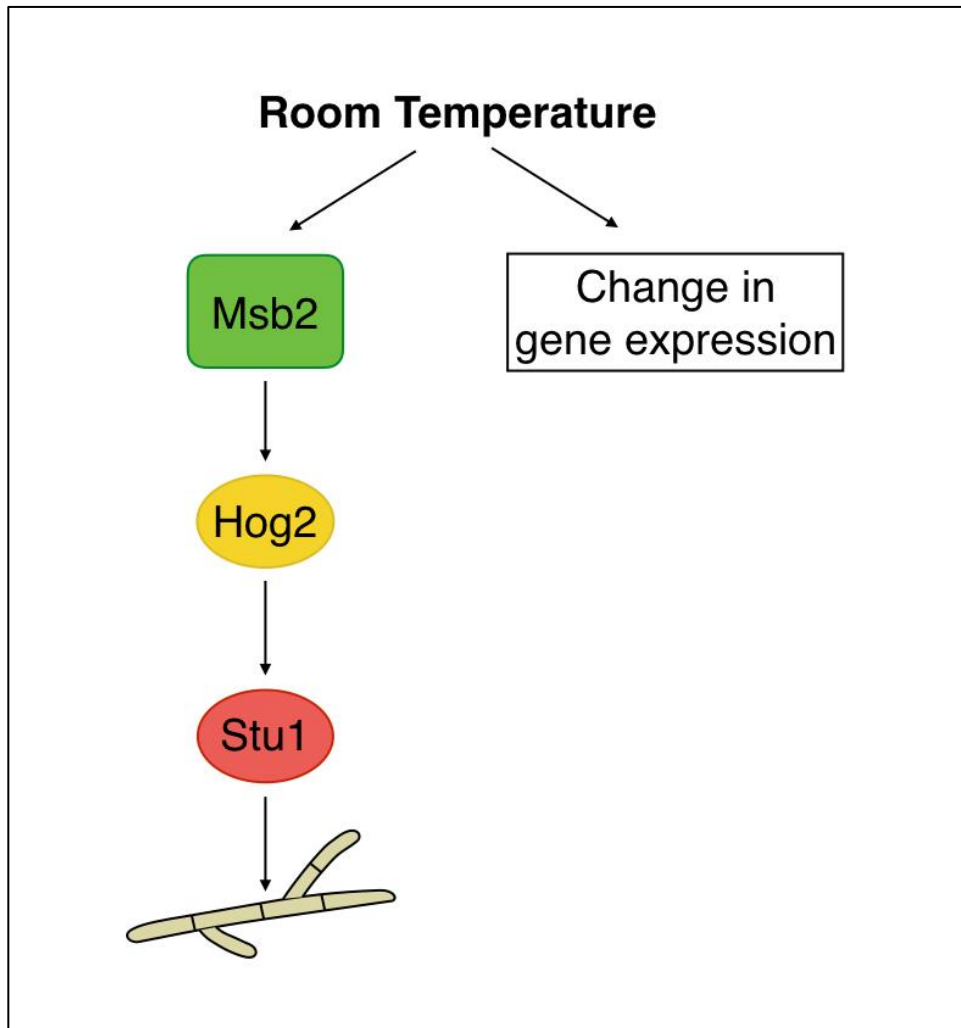 Room Temperature
Msb2
Change in
gene expression
Hog2
Stu1